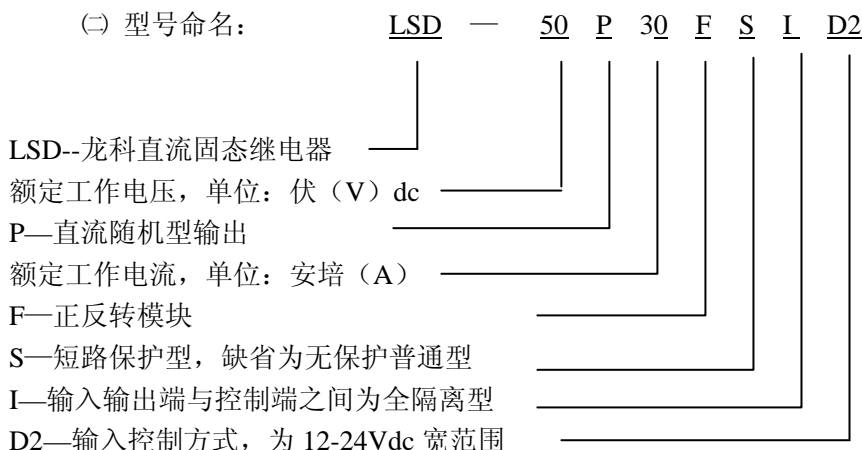 ㈡ 型号命名: LSD — 50 P 30 F S I D2
LSD--龙科直流固态继电器
额定工作电压，单位：伏（V）dc
P—直流随机型输出
额定工作电流，单位：安培（A）
F—正反转模块
S—短路保护型，缺省为无保护普通型
I—输入输出端与控制端之间为全隔离型
D2—输入控制方式，为 12-24Vdc 宽范围